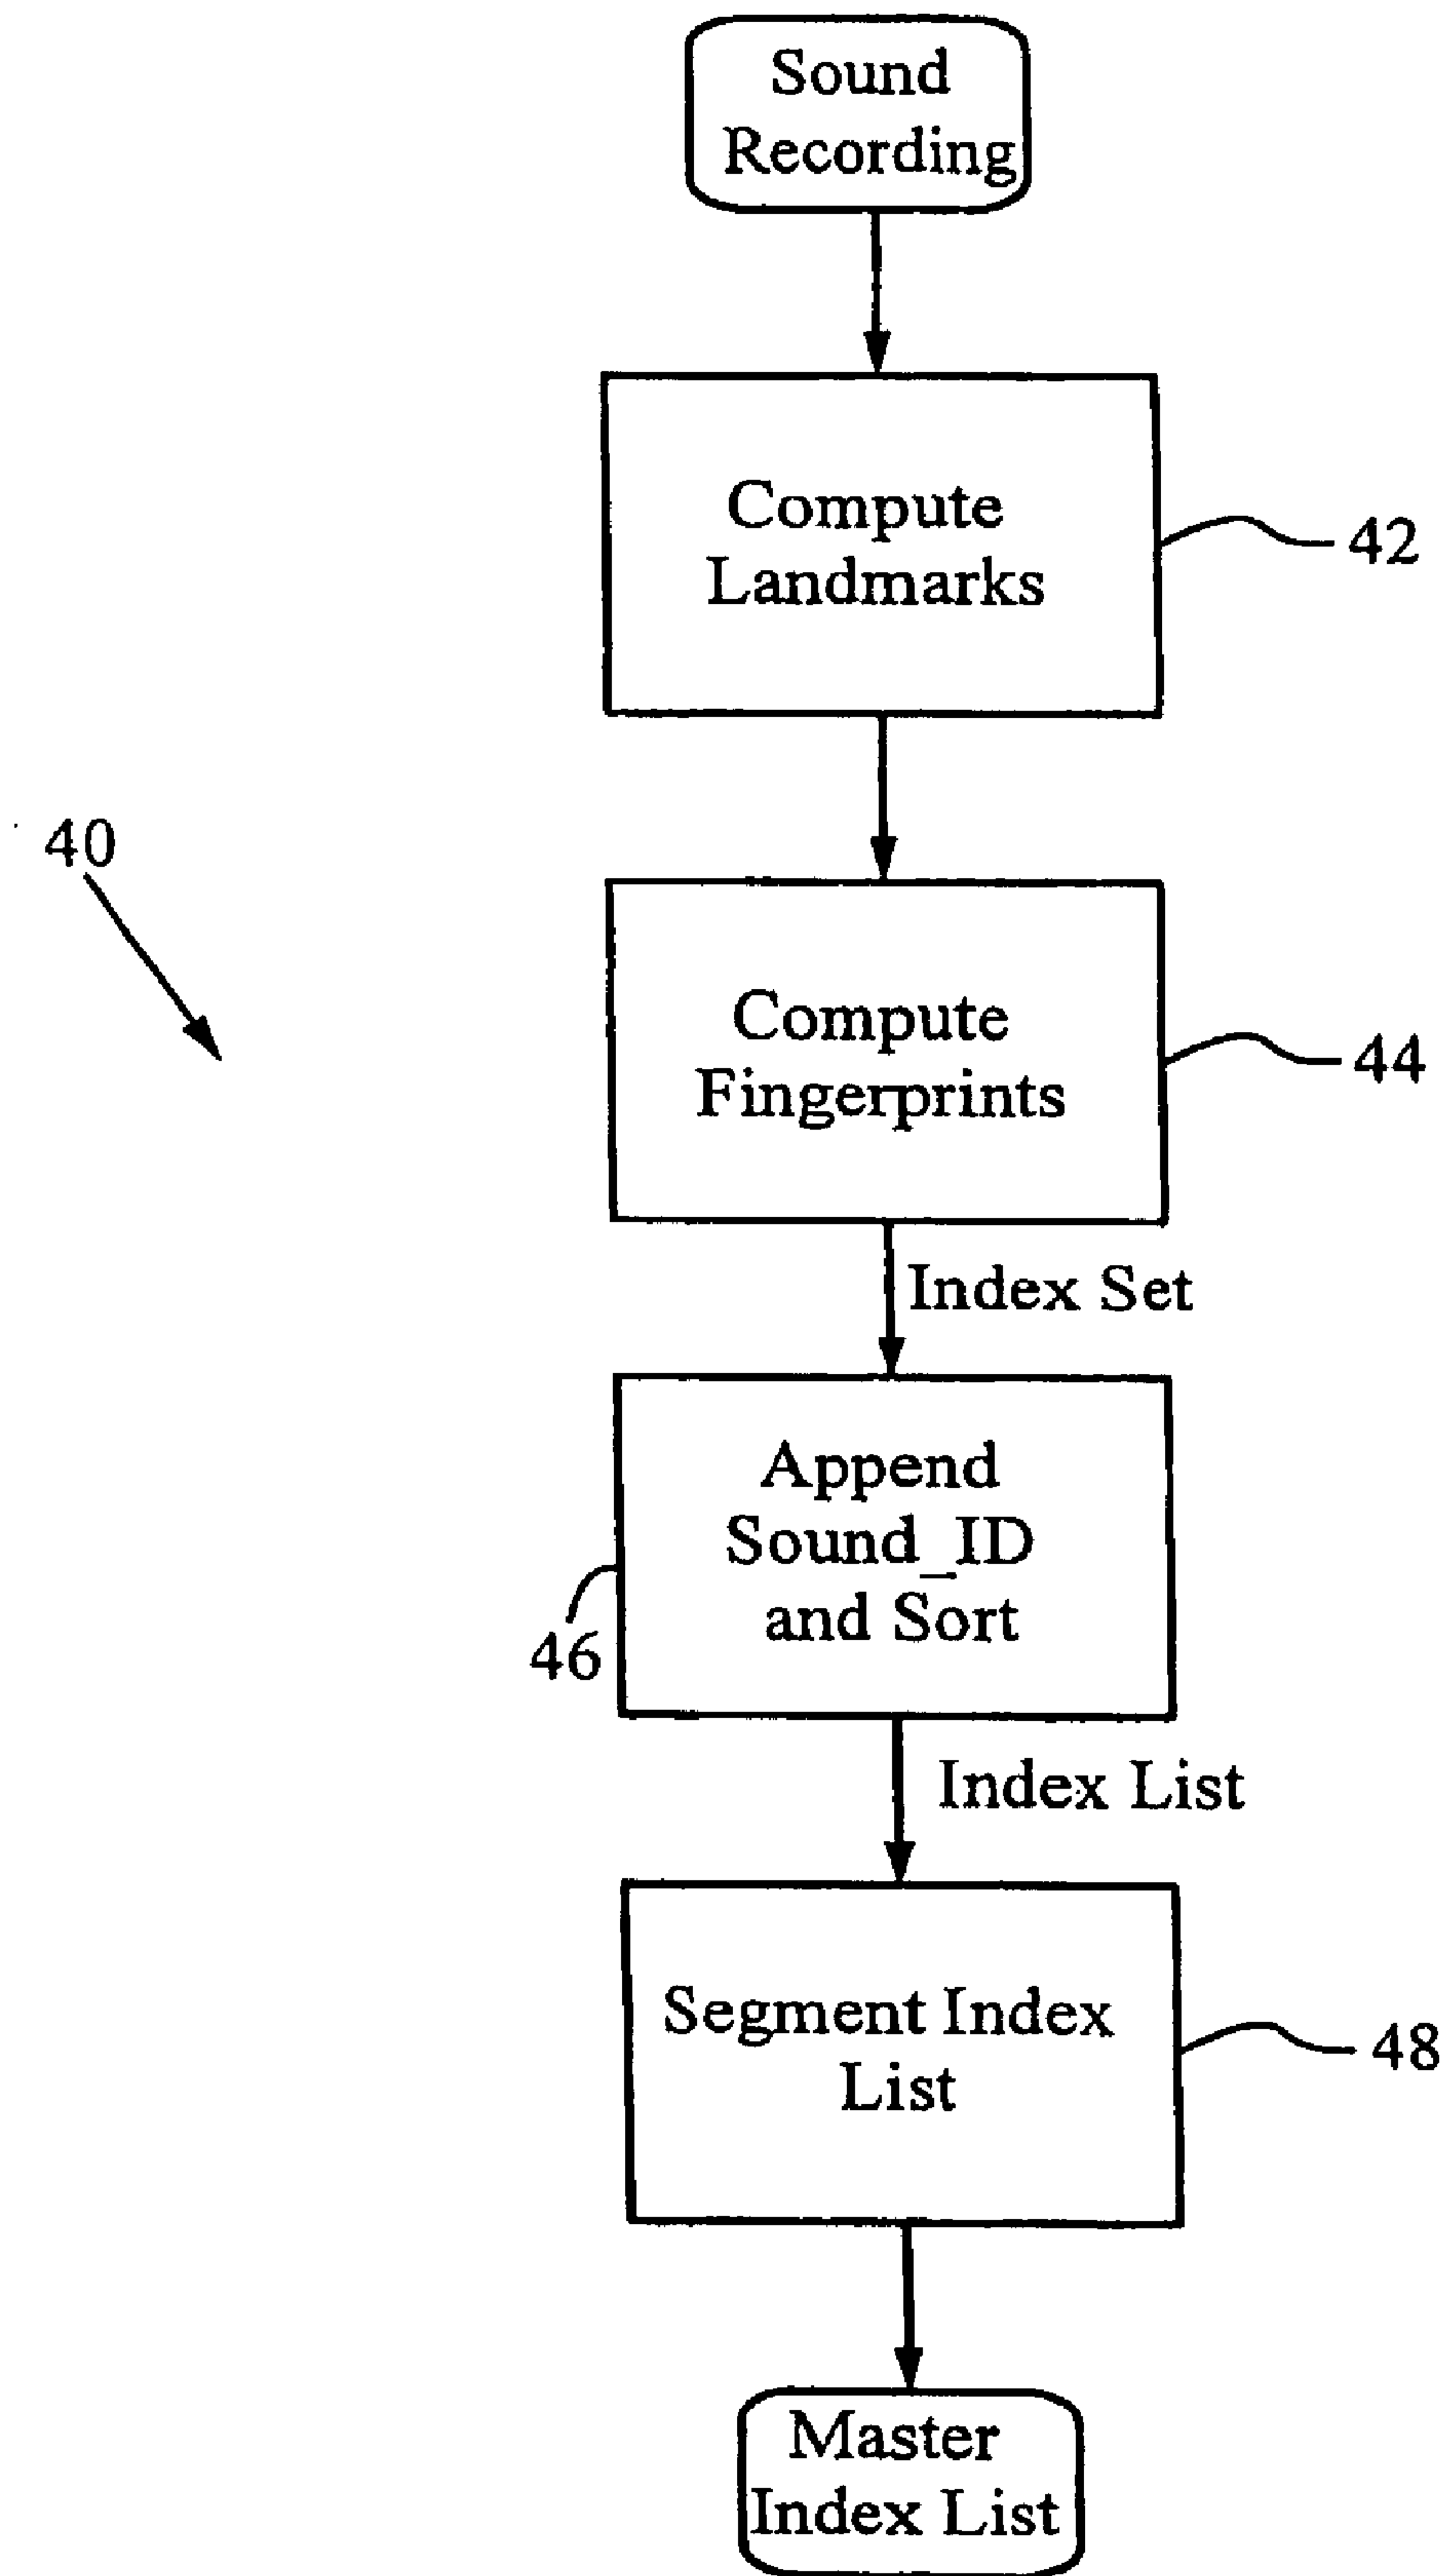 Sound
Recording
Compute
Landmarks
42
40
Compute
Fingerprints
44
Index Set
Append
Sound_ID
and Sort
46
Index List
Segment Index
List
48
Master
Index List